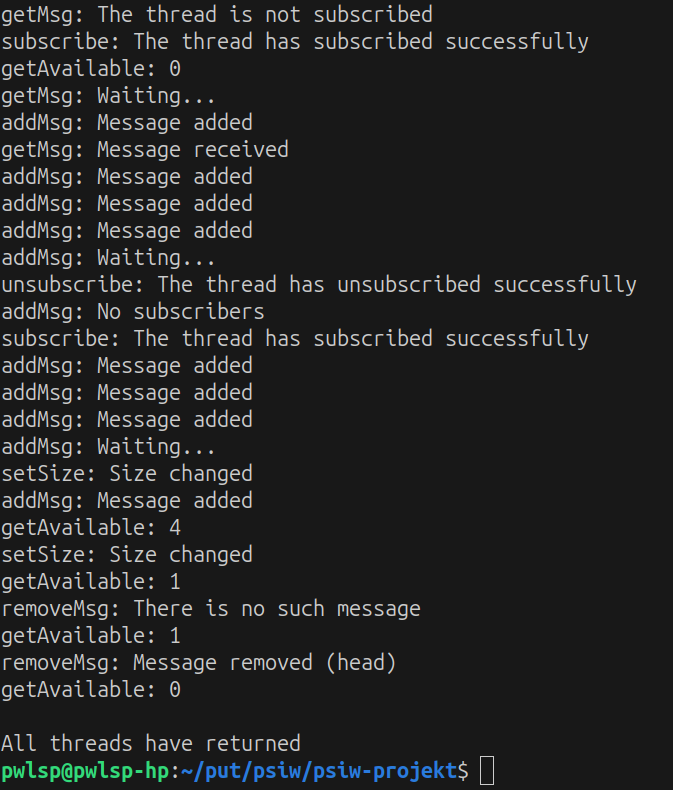 getMsg: The thread is not subscribed
subscribe: The thread has subscribed successfully
getAvailable: 0
getMsg: Waiting...
addMsg: Message added
getMsg: Message received
addMsg: Message added
addMsg: Message added
addMsg: Message added
addMsg: Waiting...
unsubscribe: The thread has unsubscribed successfully
addMsg: No subscribers
subscribe: The thread has subscribed successfully
addMsg: Message added
addMsg: Message added
addMsg: Message added
addMsg: Waiting...
setSize: Size changed
addMsg: Message added
getAvailable: 4
setSize: Size changed
getAvailable: 1
removeMsg: There is no such message
getAvailable: 1
removeMsg: Message removed (head)
getAvailable: 0

All threads have returned
pwlsp@pwlsp-hp:~/put/psiw/psiw-projekt$